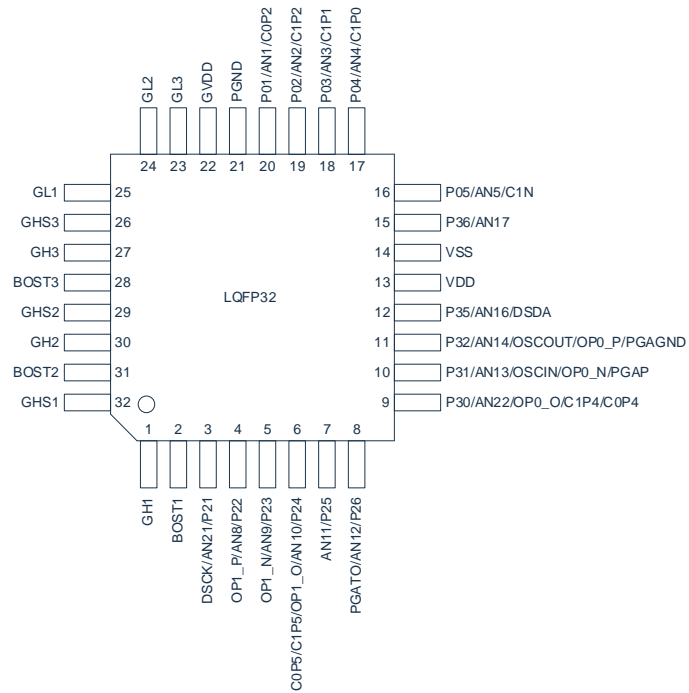 GL2
GL3
GVDD
PGND
P01/AN1/C0P2
P02/AN2/C1P2
P03/AN3/C1P1
P04/AN4/C1P0
24
23
22
21
20
19
18
17
GL1
25
GHS3
26
GH3
27
BOST3
28
GHS2
29
GH2
30
BOST2
31
GHS1
32
LQFP32
16
P05/AN5/C1N
15
P36/AN17
14
VSS
13
VDD
12
P35/AN16/DSDA
11
P32/AN14/OSCOUT/OP0_P/PGAGND
10
P31/AN13/OSCIN/OP0_N/PGAP
9
P30/AN22/OP0_O/C1P4/C0P4
1
2
3
4
5
6
7
8
GH1
BOST1
DSCK/AN21/P21
OP1_P/AN8/P22
OP1_N/AN9/P23
C0P5/C1P5/OP1_O/AN10/P24
AN11/P25
PGATO/AN12/P26